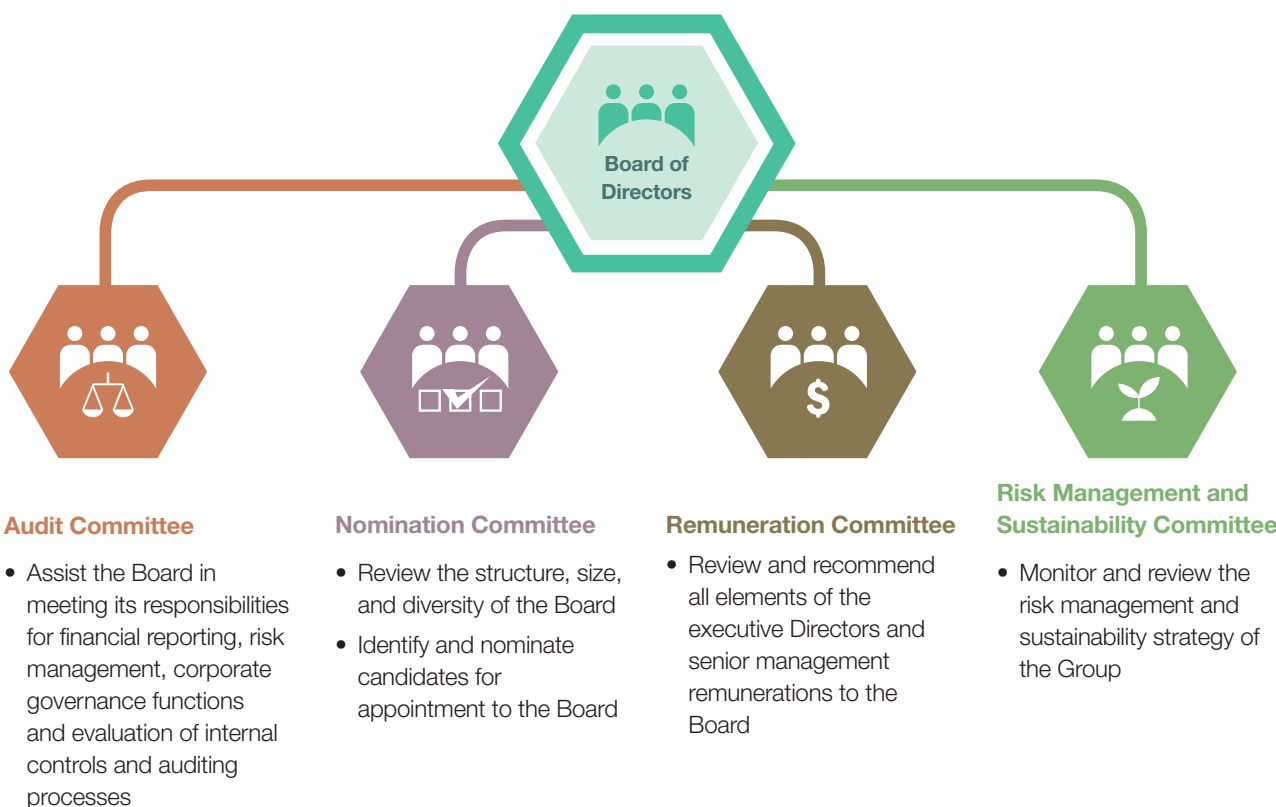 Board of
Directors
Audit Committee
• Assist the Board in
meeting its responsibilities
for financial reporting, risk
management, corporate
governance functions
and evaluation of internal
controls and auditing
processes
Nomination Committee
• Review the structure, size,
and diversity of the Board
• Identify and nominate
candidates for
appointment to the Board
$
Remuneration Committee
• Review and recommend
all elements of the
executive Directors and
senior management
remunerations to the
Board
Risk Management and
Sustainability Committee
• Monitor and review the
risk management and
sustainability strategy of
the Group